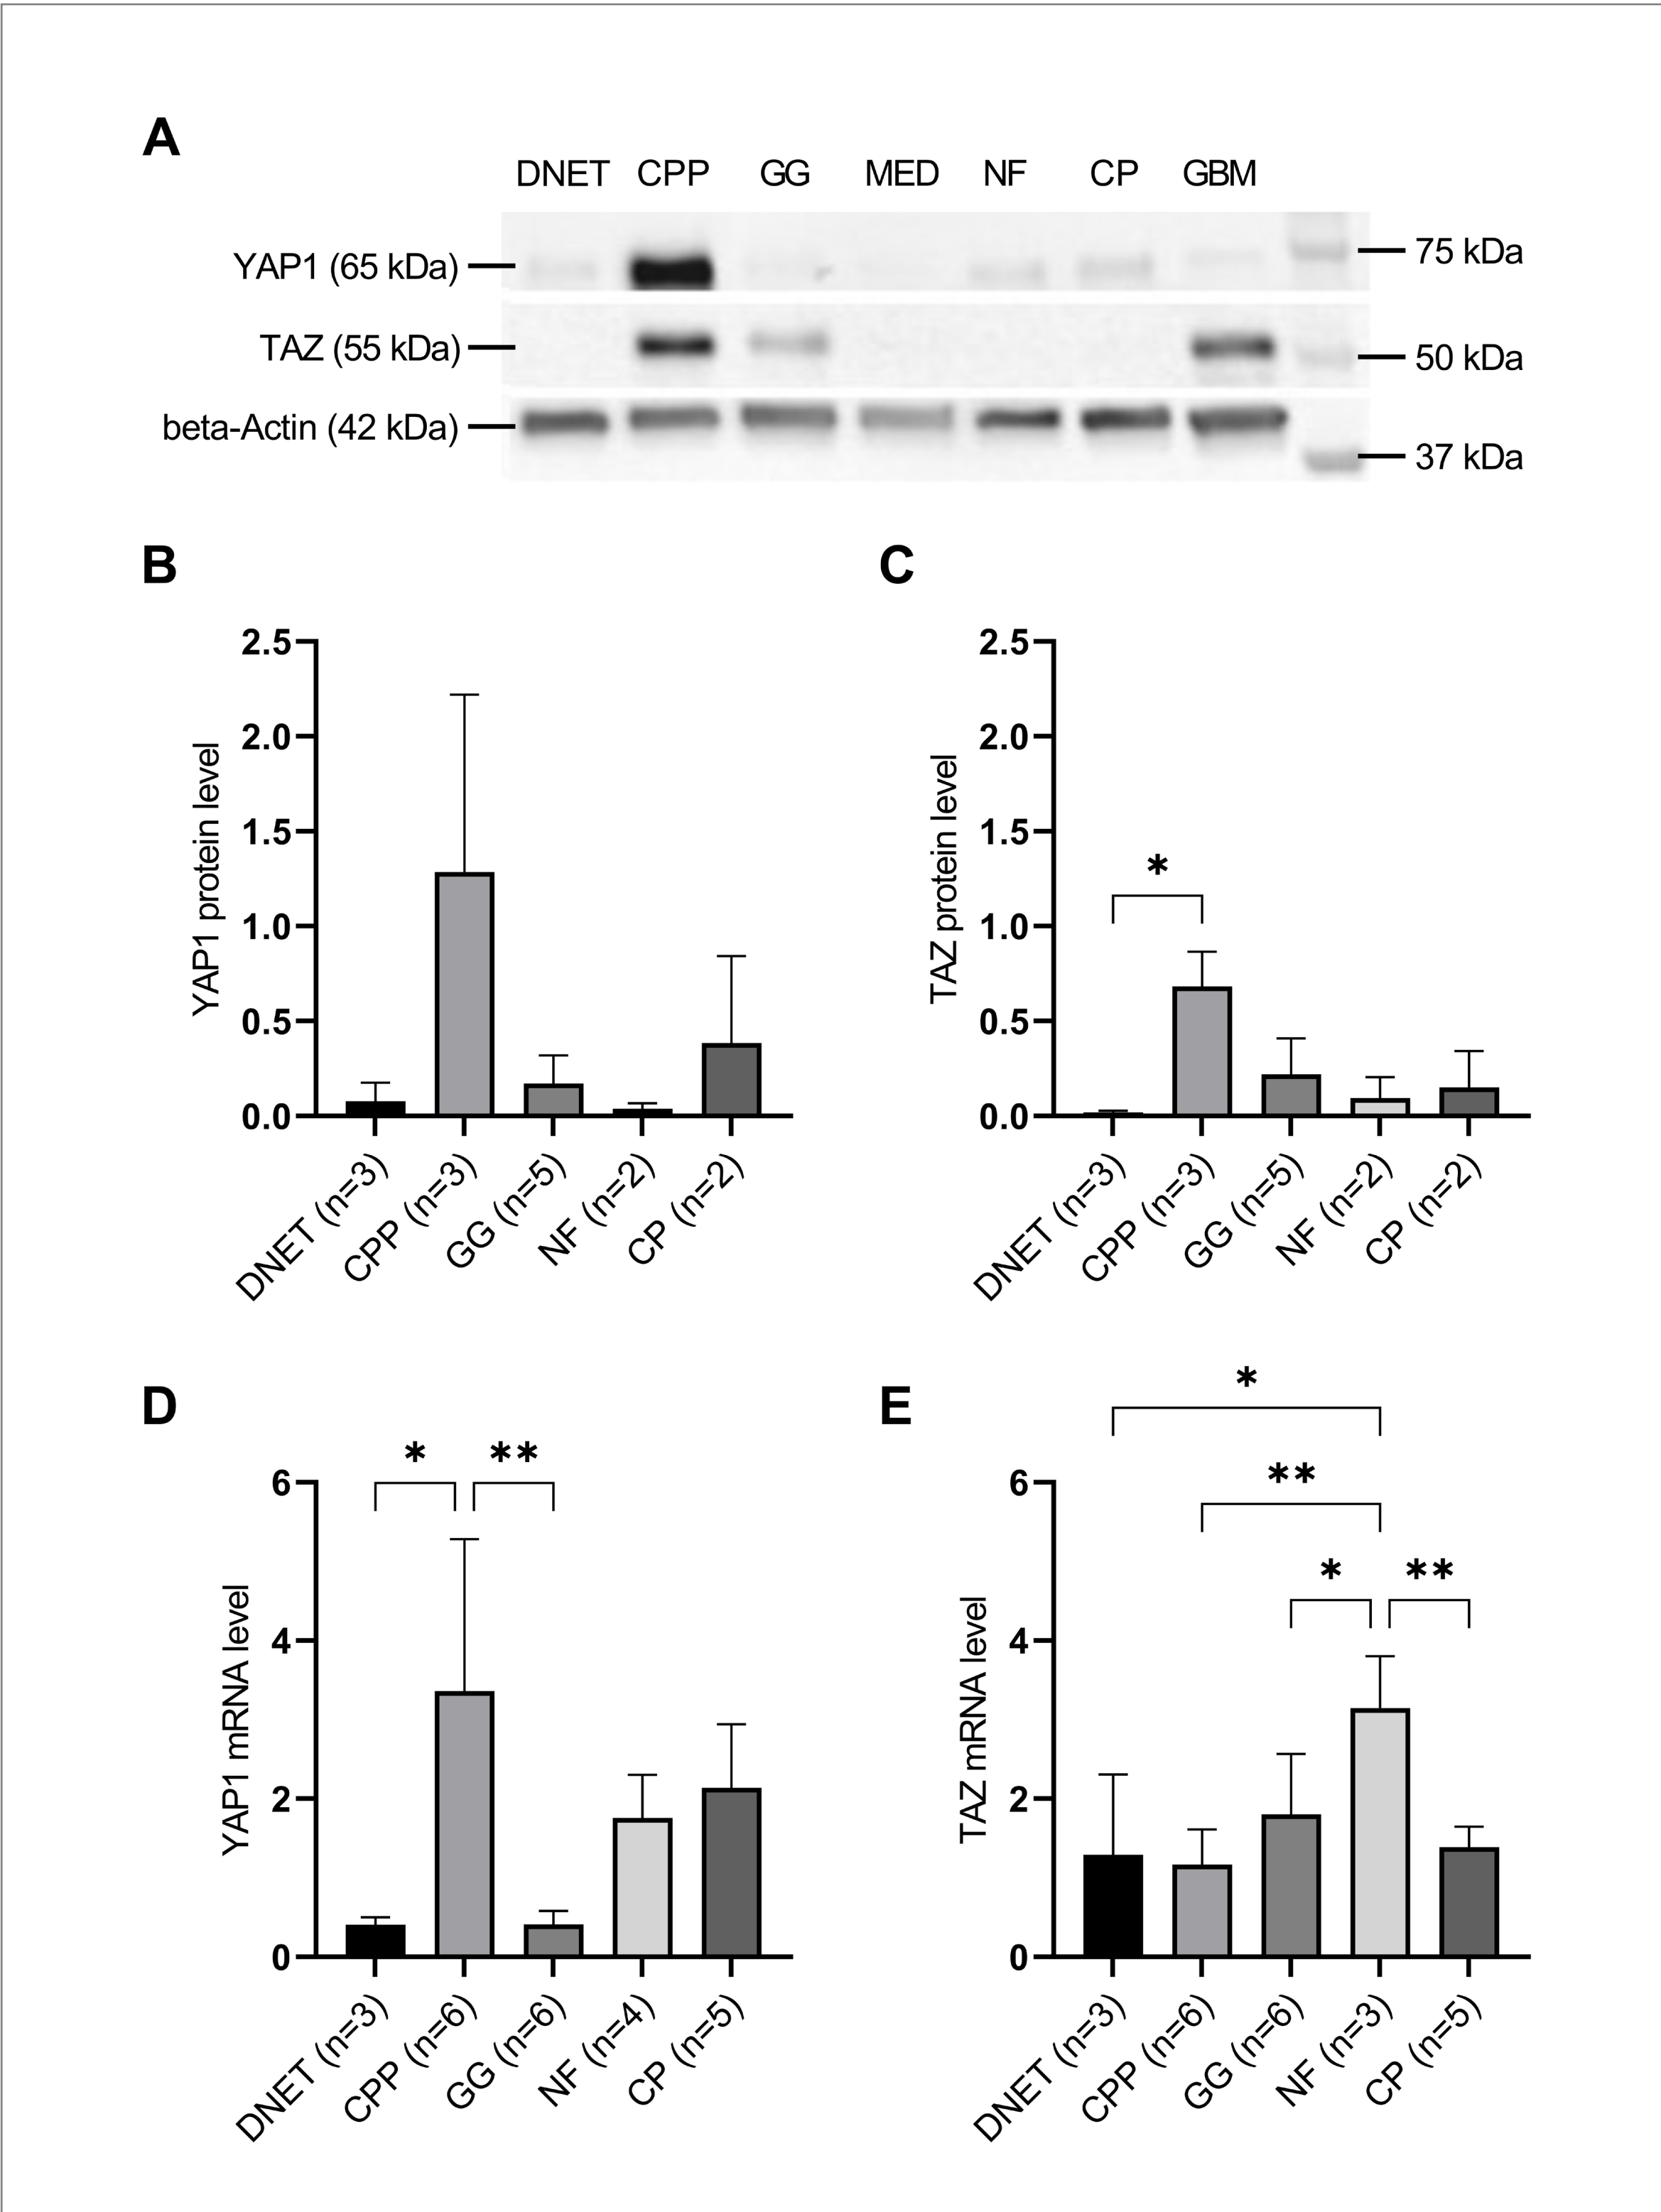 A
DNET CPP GG MED NF CP GBM
YAP1 (65 kDa) 75 kDa
TAZ (55 kDa) 50 kDa
beta-Actin (42 kDa) 37 kDa
B
YAP1 protein level
2.5
2.0
1.5
1.0
0.5
0.0
DNET (n=3) CPP (n=3) GG (n=5) NF (n=2) CP (n=2)
C
TAZ protein level
2.5
2.0
1.5
1.0
0.5
0.0
*
DNET (n=3) CPP (n=3) GG (n=5) NF (n=2) CP (n=2)
D
YAP1 mRNA level
* **
6
4
2
0
DNET (n=3) CPP (n=6) GG (n=6) NF (n=4) CP (n=5)
E
TAZ mRNA level
*
**
* **
6
4
2
0
DNET (n=3) CPP (n=6) GG (n=6) NF (n=3) CP (n=5)